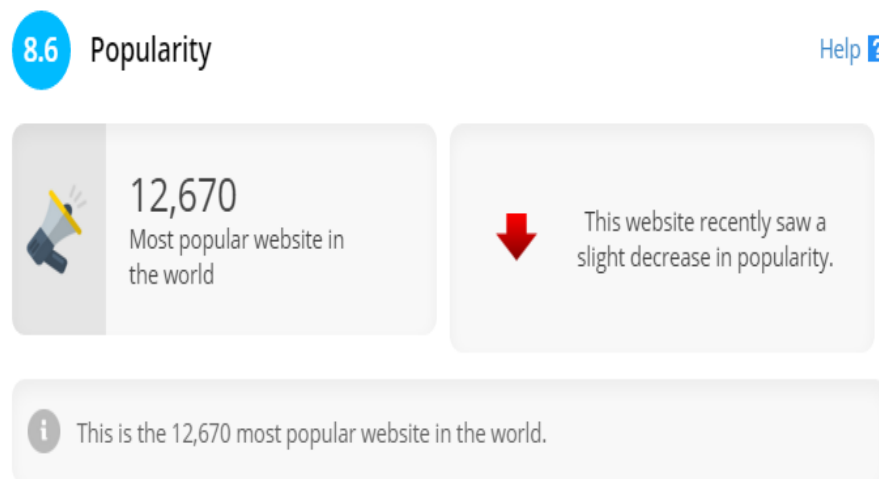 8.6 Popularity
Help ?
12,670
Most popular website in
the world
This website recently saw a
slight decrease in popularity.
i
This is the 12,670 most popular website in the world.